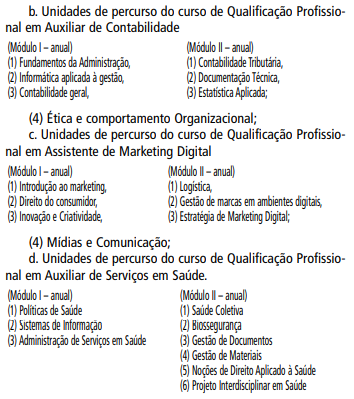 b. Unidades de percurso do curso de Qualificação Profissio-
nal em Auxiliar de Contabilidade
(Módulo I – anual)
(1) Fundamentos da Administração,
(2) Informática aplicada à gestão,
(3) Contabilidade geral,
(Módulo II – anual)
(1) Contabilidade Tributária,
(2) Documentação Técnica,
(3) Estatística Aplicada;
(4) Ética e comportamento Organizacional;
c. Unidades de percurso do curso de Qualificação Profissio-
nal em Assistente de Marketing Digital
(Módulo I – anual)
(1) Introdução ao marketing,
(2) Direito do consumidor,
(3) Inovação e Criatividade,
(Módulo II – anual)
(1) Logística,
(2) Gestão de marcas em ambientes digitais,
(3) Estratégia de Marketing Digital;
(4) Mídias e Comunicação;
d. Unidades de percurso do curso de Qualificação Profissio-
nal em Auxiliar de Serviços em Saúde.
(Módulo I – anual)
(1) Políticas de Saúde
(2) Sistemas de Informação
(3) Administração de Serviços em Saúde
(Módulo II – anual)
(1) Saúde Coletiva
(2) Biossegurança
(3) Gestão de Documentos
(4) Gestão de Materiais
(5) Noções de Direito Aplicado à Saúde
(6) Projeto Interdisciplinar em Saúde